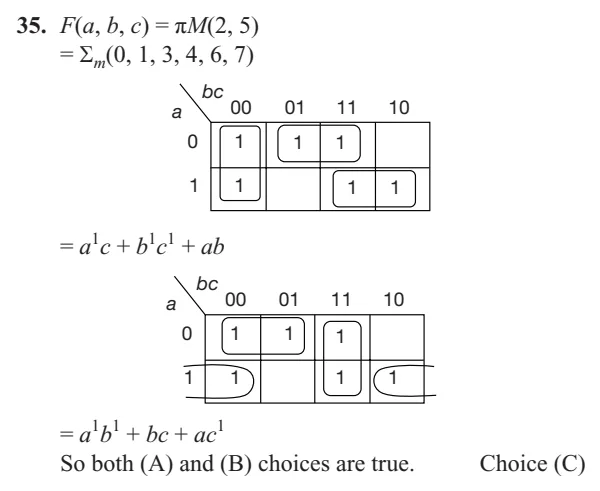 35. F(a, b, c) = πM(2, 5)
= Σm(0, 1, 3, 4, 6, 7)
bc
a 00 01 11 10
0 1 1 1
1 1 1 1
= a¹c + b¹c¹ + ab
bc
a 00 01 11 10
0 1 1 1
1 1 1 1
= a¹b¹ + bc + ac¹
So both (A) and (B) choices are true. Choice (C)